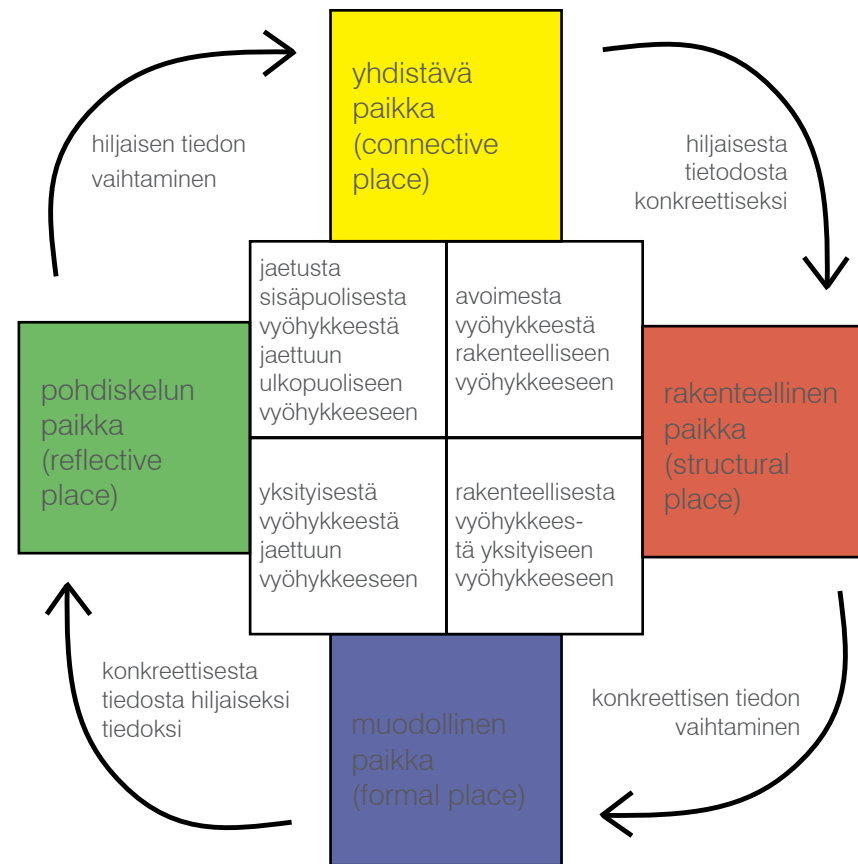 yhdistävä
paikka
(connective
place)
hiljaisen tiedon
vaihtaminen
hiljaisesta
tietodosta
konkreettiseksi
jaetusta
sisäpuolisesta
vyöhykkeestä
jaettuun
ulkopuoliseen
vyöhykkeeseen
avoimesta
vyöhykkeestä
rakenteelliseen
vyöhykkeeseen
pohdiskelun
paikka
(reflective
place)
rakenteellinen
paikka
(structural
place)
yksityisestä
vyöhykkeestä
jaettuun
vyöhykkeeseen
rakenteellisesta
vyöhykkees-
tä yksityiseen
vyöhykkeeseen
konkreettisesta
tiedosta hiljaiseksi
tiedoksi
konkreettisen tiedon
vaihtaminen
muodollinen
paikka
(formal place)